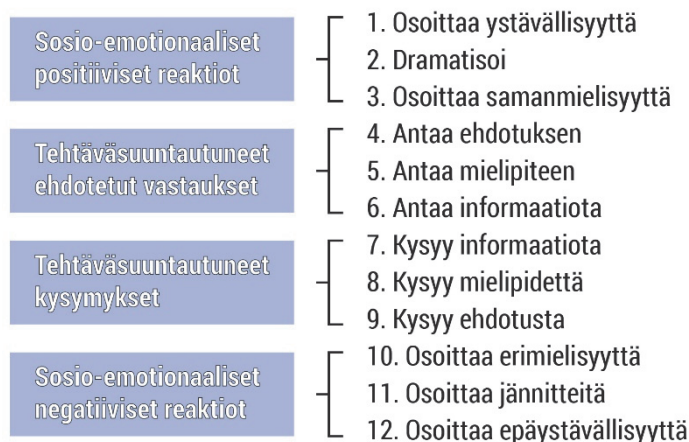 Sosio-emotionaaliset
positiiviset reaktiot
1. Osoittaa ystävällisyyttä
2. Dramatisoi
3. Osoittaa samanmielisyyttä
Tehtäväsuuntautuneet
ehdotetut vastaukset
4. Antaa ehdotuksen
5. Antaa mielipiteen
6. Antaa informaatiota
Tehtäväsuuntautuneet
kysymykset
7. Kysyy informaatiota
8. Kysyy mielipidettä
9. Kysyy ehdotusta
Sosio-emotionaaliset
negatiiviset reaktiot
10. Osoittaa erimielisyyttä
11. Osoittaa jännitteitä
12. Osoittaa epäystävällisyyttä